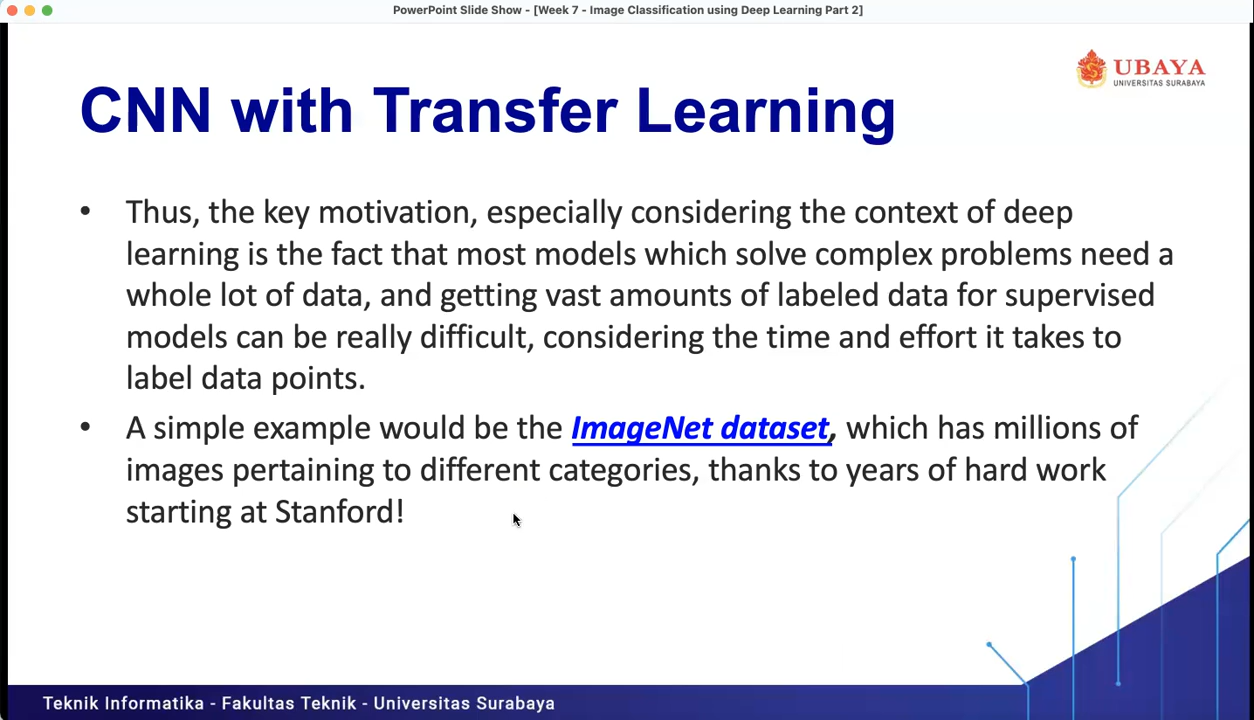 PowerPoint Slide Show - [Week 7 - Image Classification using Deep Learning Part 2]
UBAYA
UNIVERSITAS SURABAYA
CNN with Transfer Learning
• Thus, the key motivation, especially considering the context of deep
learning is the fact that most models which solve complex problems need a
whole lot of data, and getting vast amounts of labeled data for supervised
models can be really difficult, considering the time and effort it takes to
label data points.
• A simple example would be the ImageNet dataset, which has millions of
images pertaining to different categories, thanks to years of hard work
starting at Stanford!
Teknik Informatika - Fakultas Teknik - Universitas Surabaya